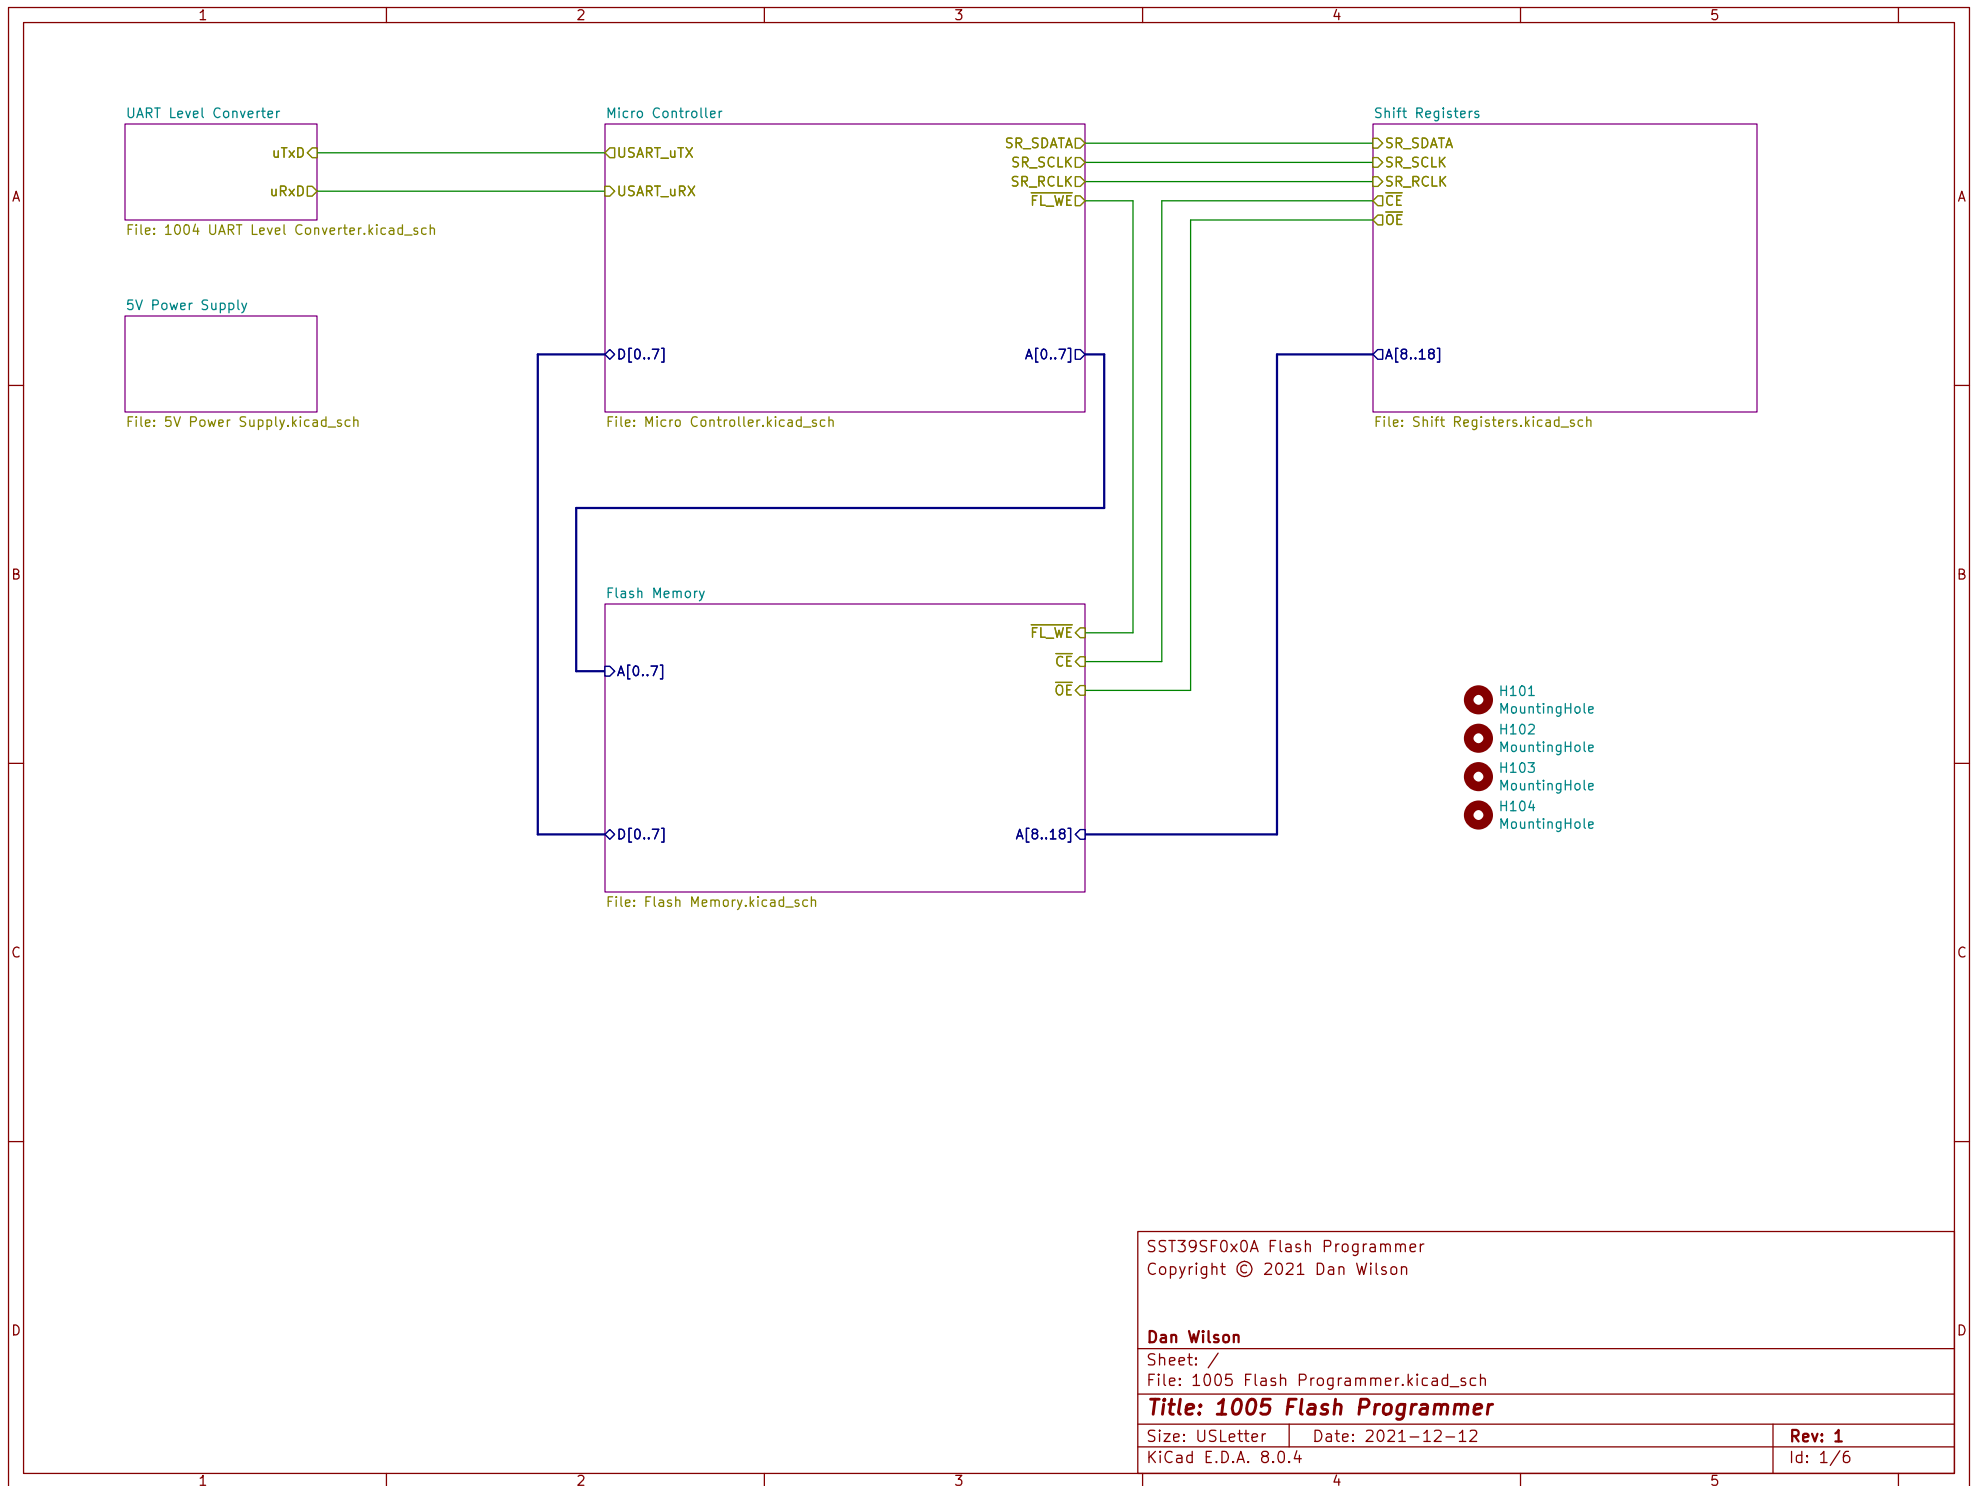 1 2 3 4 5
UART Level Converter
uTxD
uRxD
File: 1004 UART Level Converter.kicad_sch
5V Power Supply
File: 5V Power Supply.kicad_sch
Micro Controller
USART_uTX
USART_uRX
SR_SDATA
SR_SCLK
SR_RCLK
FL_WE
D[0..7]
A[0..7]
File: Micro Controller.kicad_sch
Shift Registers
SR_SDATA
SR_SCLK
SR_RCLK
CE
OE
A[8..18]
File: Shift Registers.kicad_sch
A A
B B
Flash Memory
FL_WE
CE
OE
A[0..7]
D[0..7]
A[8..18]
File: Flash Memory.kicad_sch
H101
MountingHole
H102
MountingHole
H103
MountingHole
H104
MountingHole
C C
D D
SST39SF0x0A Flash Programmer
Copyright © 2021 Dan Wilson
Dan Wilson
Sheet: /
File: 1005 Flash Programmer.kicad_sch
Title: 1005 Flash Programmer
Size: USLetter Date: 2021-12-12 Rev: 1
KiCad E.D.A. 8.0.4 Id: 1/6
1 2 3 4 5